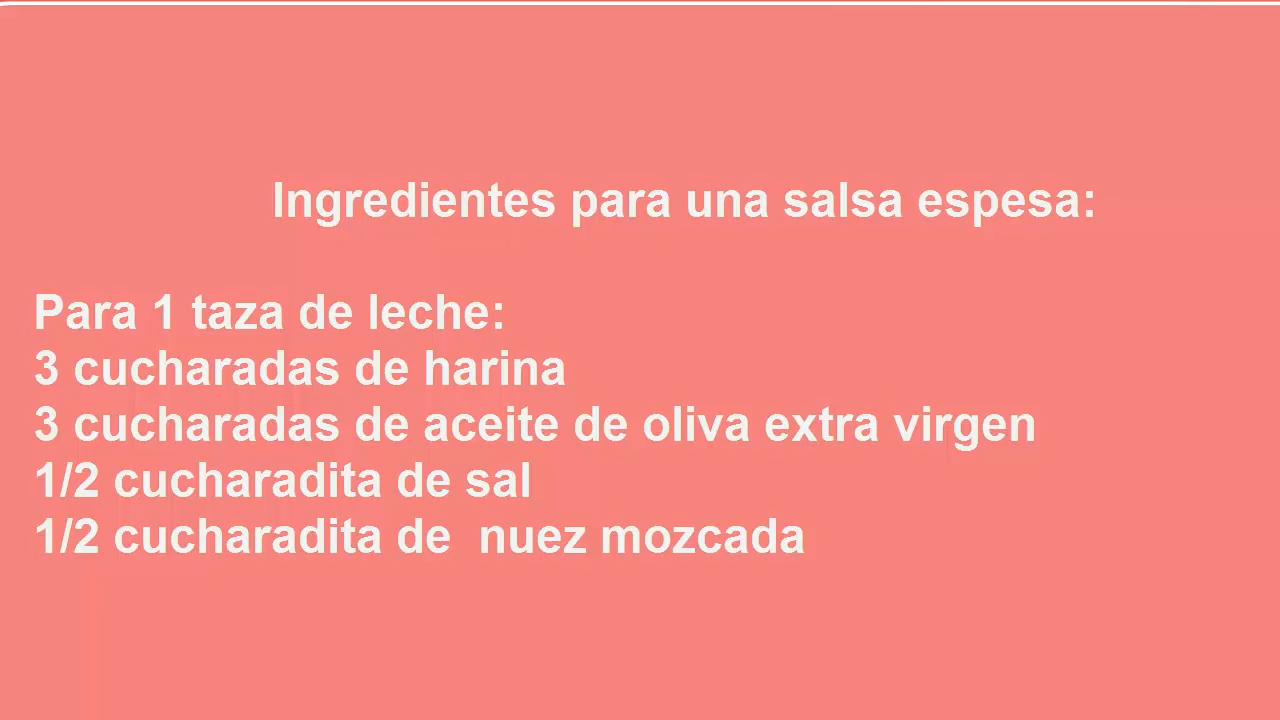 Ingredientes para una salsa espesa:
Para 1 taza de leche:
3 cucharadas de harina
3 cucharadas de aceite de oliva extra virgen
1/2 cucharadita de sal
1/2 cucharadita de  nuez mozcada